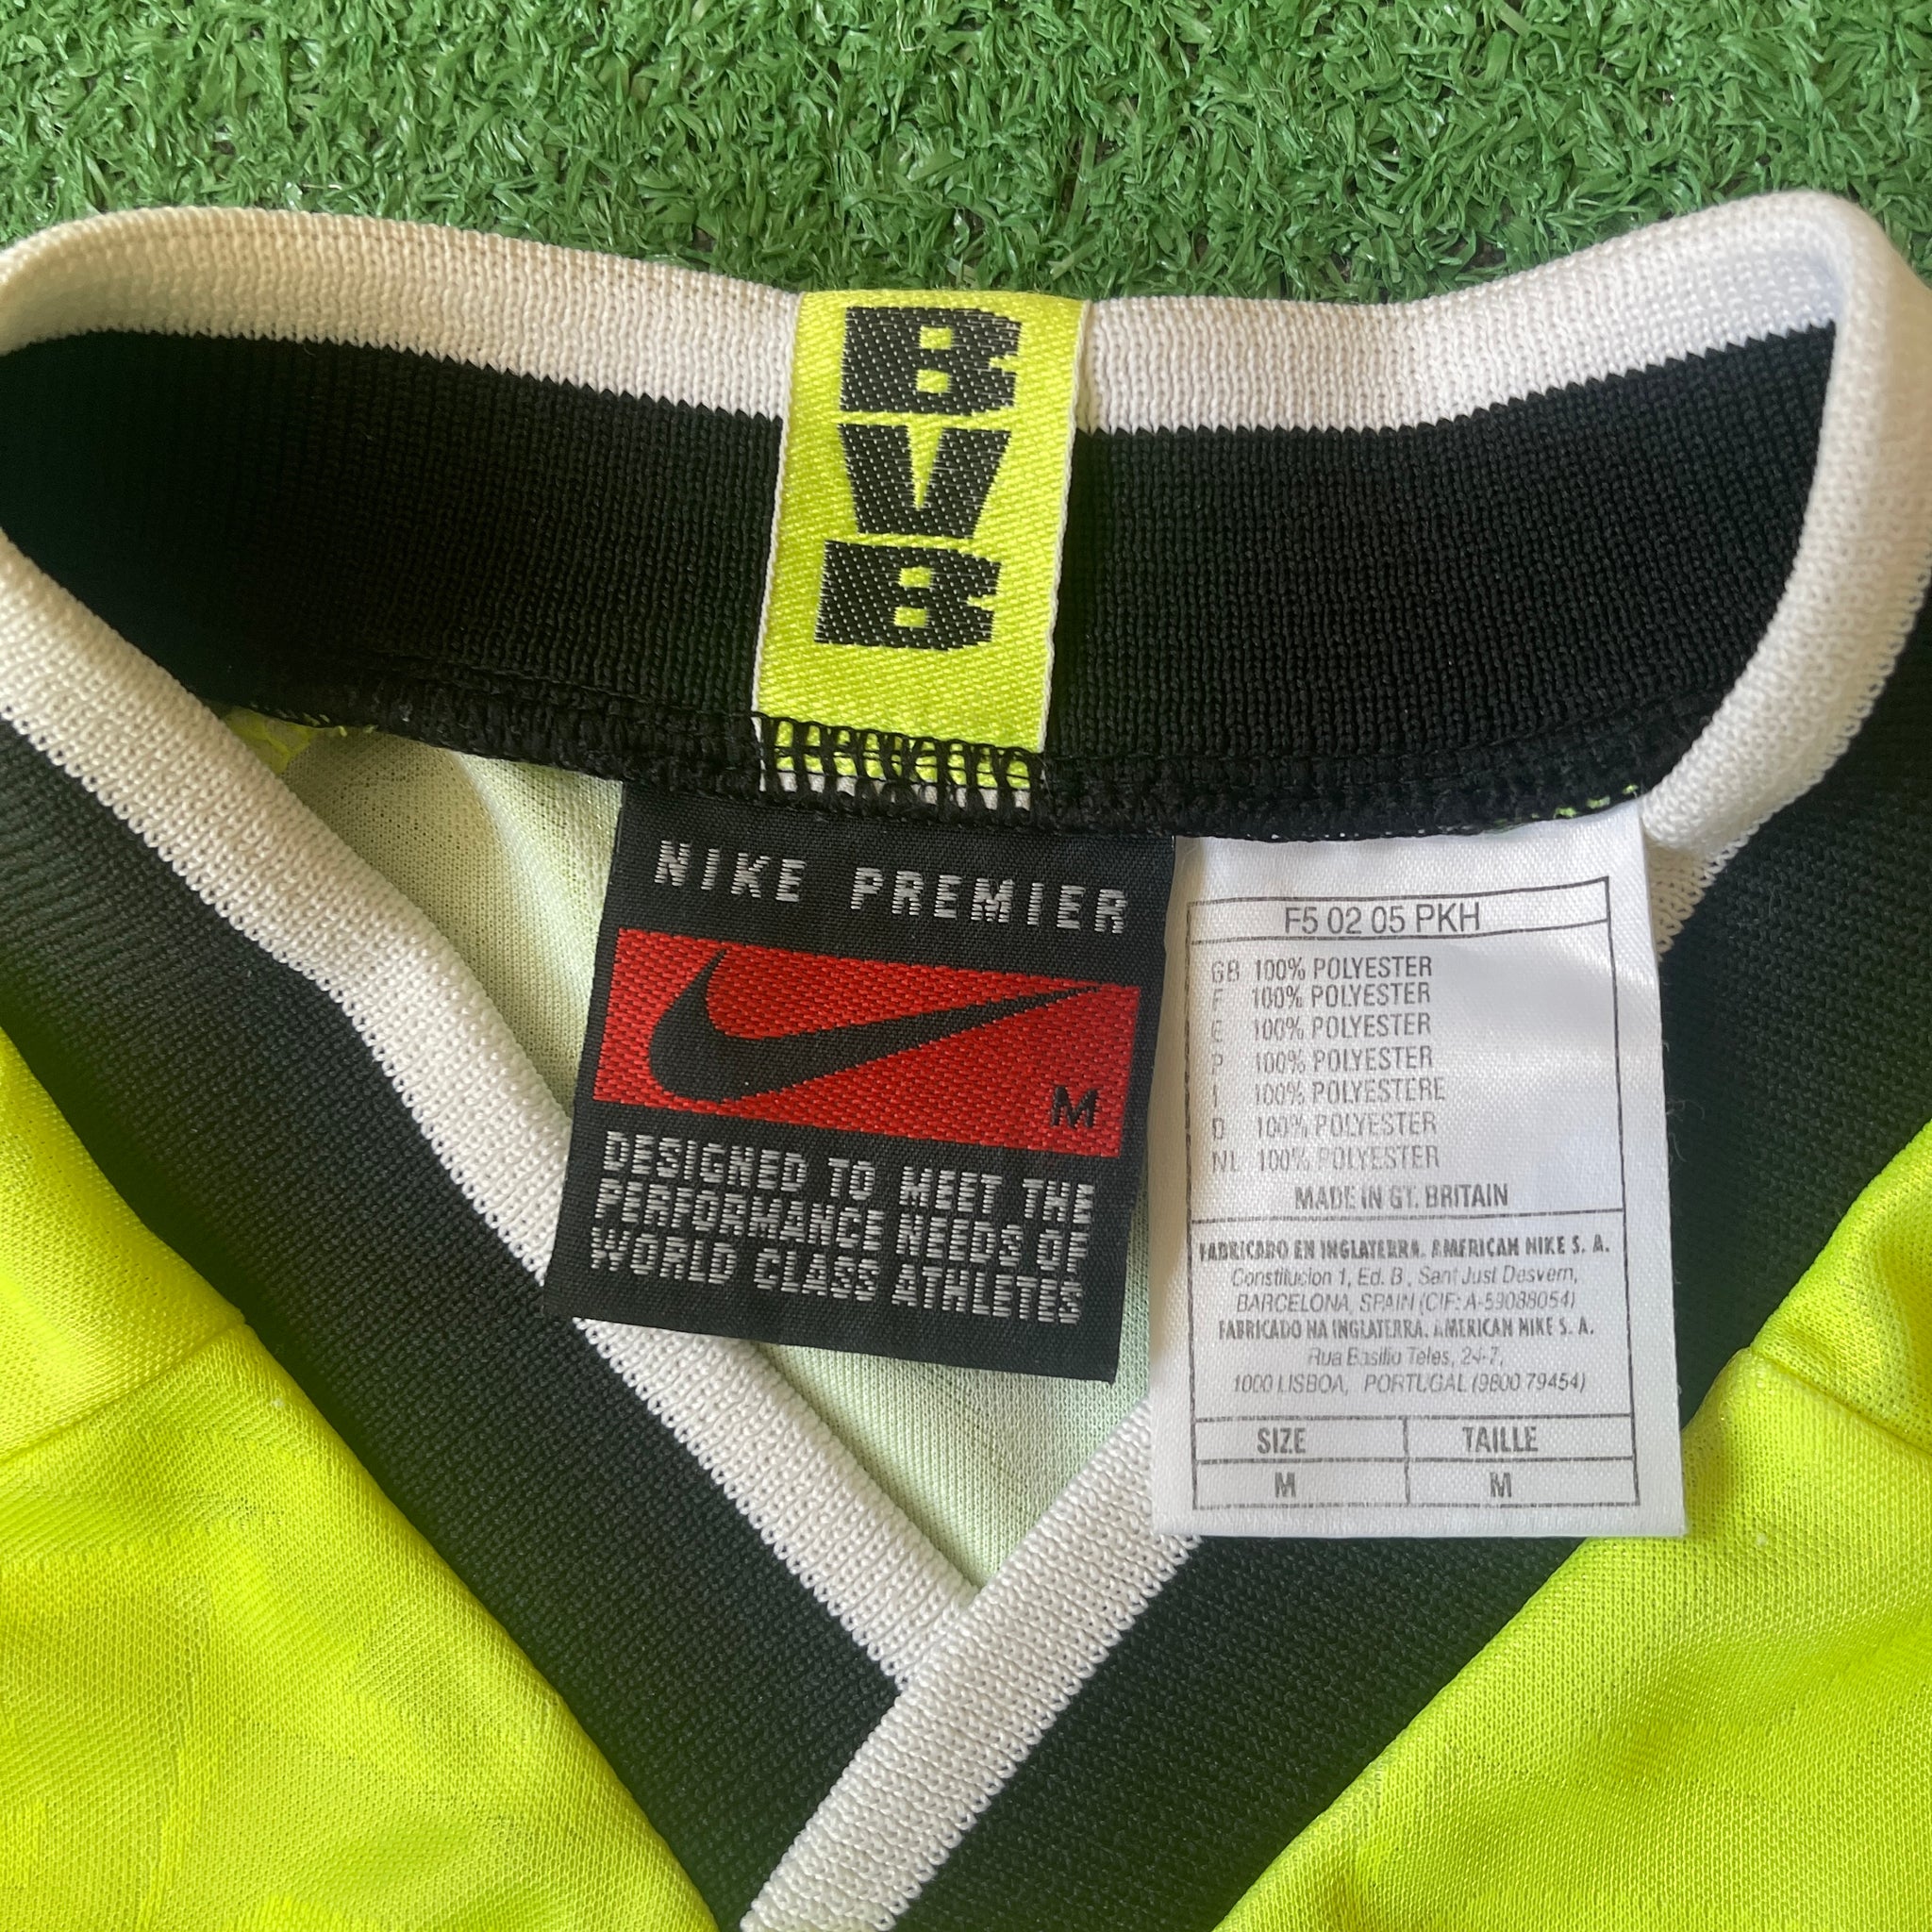 B
V
B
NIKE PREMIER
M
DESIGNED TO MEET THE
PERFORMANCE NEEDS OF
WORLD CLASS ATHLETES
F5 02 05 PKH
GB 100% POLYESTER
F 100% POLYESTER
E 100% POLYESTER
P 100% POLYESTER
I 100% POLYESTERE
D 100% POLYESTER
NL 100% POLYESTER
MADE IN GT. BRITAIN
FABRICADO EN INGLATERRA. AMERICAN NIKE S. A.
Constitucion 1, Ed. B, Sant Just Desvern,
BARCELONA, SPAIN (CIF: A-59088054)
FABRICADO NA INGLATERRA. AMERICAN NIKE S. A.
Rua Basilio Teles, 24-7,
1000 LISBOA, PORTUGAL (9800 79454)
SIZE TAILLE
M M